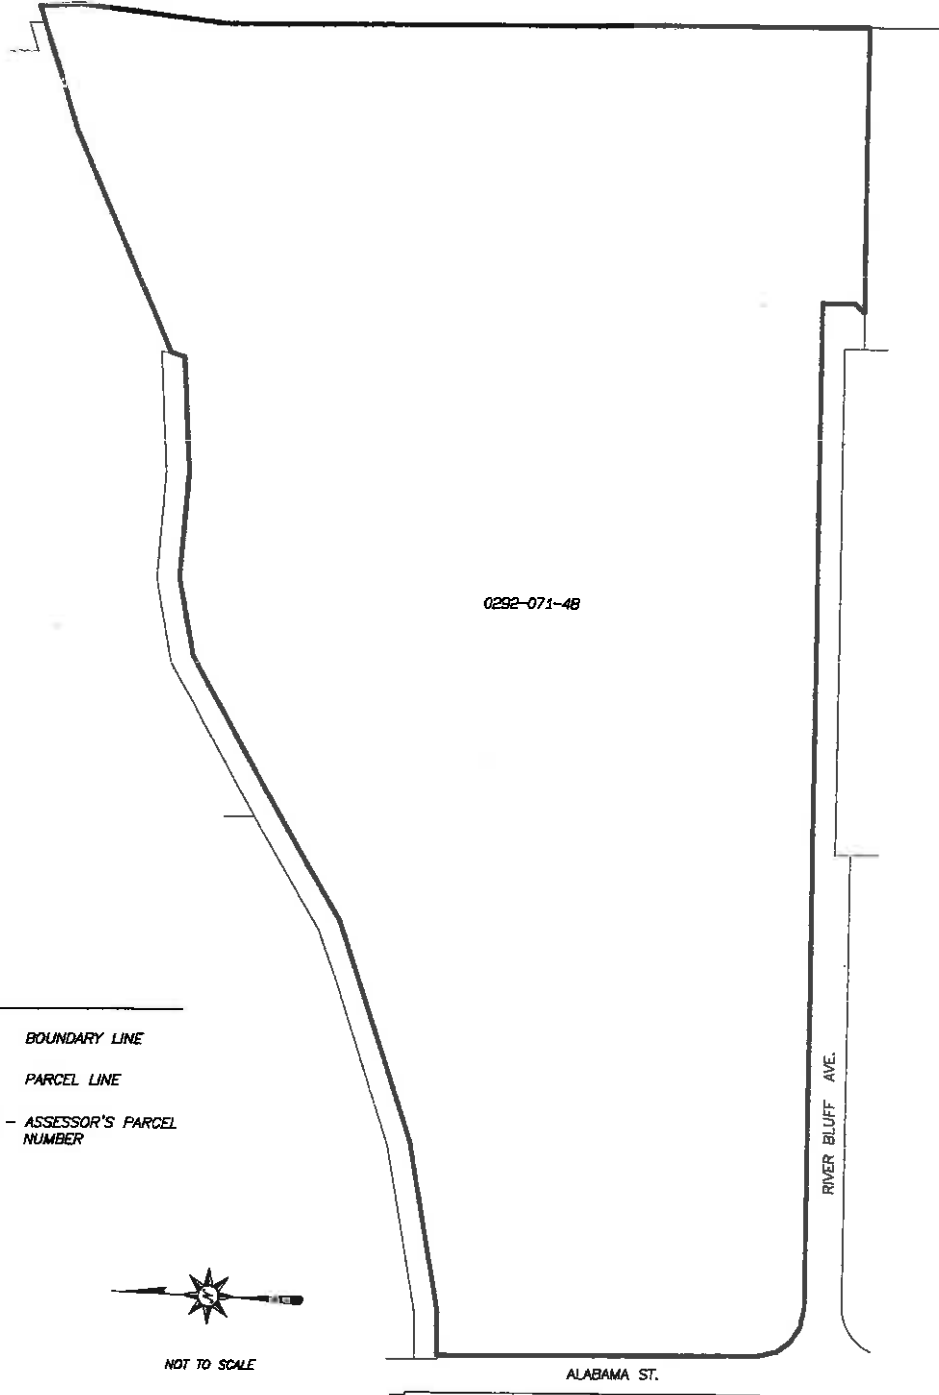 0292-071-48
BOUNDARY LINE
PARCEL LINE
- ASSESSOR'S PARCEL
NUMBER
RIVER BLUFF AVE.
N
NOT TO SCALE
ALABAMA ST.